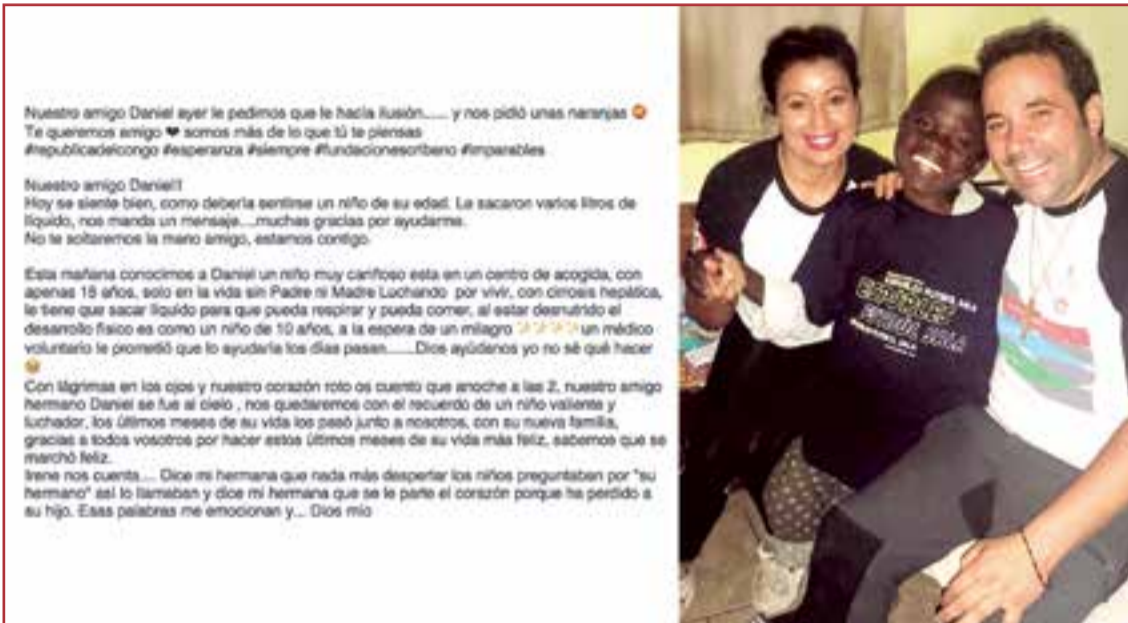 Nuestro amigo Daniel ayer le pedimos que le hacía ilusión...... y nos pidió unas naranjas 😍
Te queremos amigo ❤ somos más de lo que tú te piensas
#republicadelcongo #esperanza #siempre #fundacionescribano #imparables
Nuestro amigo Daniel!!
Hoy se siente bien, como debería sentirse un niño de su edad. Le sacaron varios litros de
líquido, nos manda un mensaje....muchas gracias por ayudarme.
No te soltaremos la mano amigo, estamos contigo.
Esta mañana conocimos a Daniel un niño muy cariñoso esta en un centro de acogida, con
apenas 15 años, solo en la vida sin Padre ni Madre Luchando por vivir, con cirrosis hepática,
le tiene que sacar líquido para que pueda respirar y pueda comer, al estar desnutrido el
desarrollo físico es como un niño de 10 años, a la espera de un milagro ✨✨✨✨un médico
voluntario le prometió que lo ayudaría los días pasan.......Dios ayúdanos yo no sé qué hacer
😢
Con lágrimas en los ojos y nuestro corazón roto os cuento que anoche a las 2, nuestro amigo
hermano Daniel se fue al cielo , nos quedaremos con el recuerdo de un niño valiente y
luchador, los últimos meses de su vida los pasó junto a nosotros, con su nueva familia,
gracias a todos vosotros por hacer estos últimos meses de su vida más feliz, sabemos que se
marchó feliz.
Irene nos cuenta.... Dice mi hermana que nada más despertar los niños preguntaban por "su
hermano" así lo llamaban y dice mi hermana que se le parte el corazón porque ha perdido a
su hijo. Esas palabras me emocionan y... Dios mío